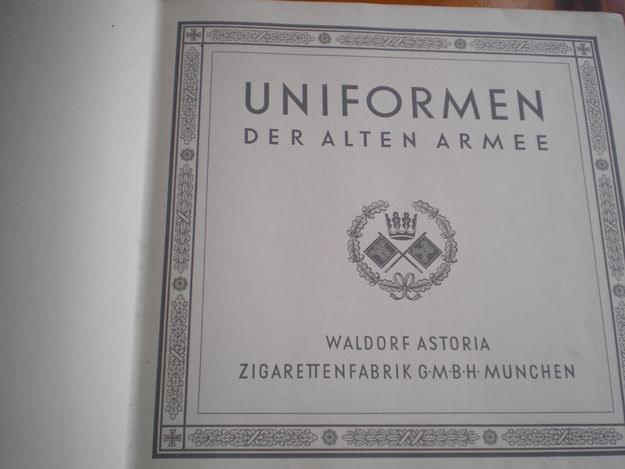 UNIFORMEN
DER ALTEN ARMEE
WALDORF ASTORIA
ZIGARETTENFABRIK G·M·B·H· MÜNCHEN